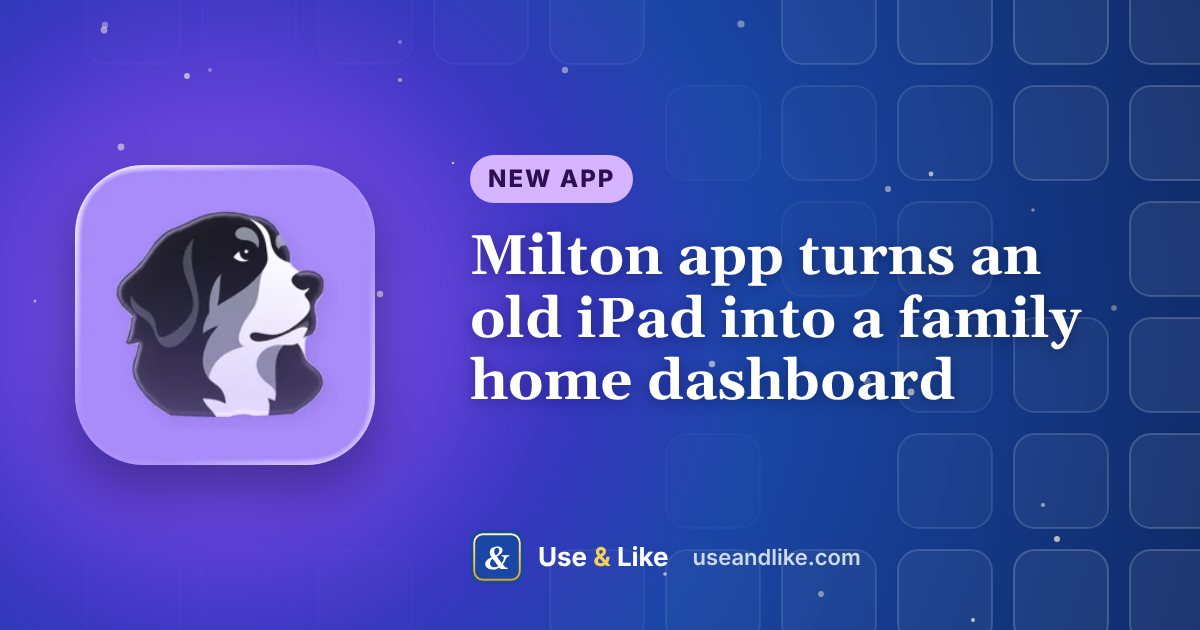 NEW APP
Milton app turns an
old iPad into a family
home dashboard
& Use & Like useandlike.com